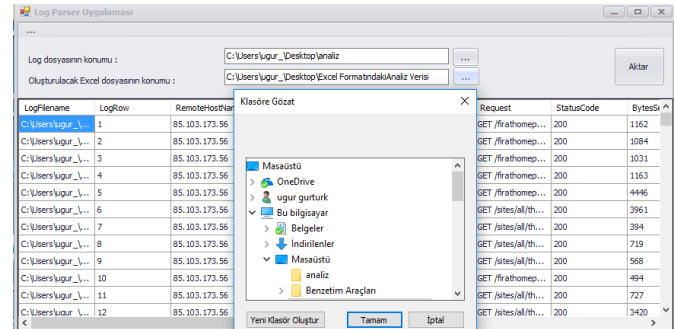 Log Parser Uygulaması
...
Log dosyasının konumu :
C:\Users\ugur_\Desktop\analiz
...
Oluşturulacak Excel dosyasının konumu :
C:\Users\ugur_\Desktop\Excel FormatındakiAnaliz Verisi
...
Aktar
Klasöre Gözat
Masaüstü
OneDrive
ugur gurturk
Bu bilgisayar
Belgeler
İndirilenler
Masaüstü
analiz
Benzetim Araçları
Yeni Klasör Oluştur Tamam İptal
LogFilename LogRow RemoteHostNar Request StatusCode BytesSe
C:\Users\ugur_\... 1 85.103.173.56 GET /firathomep... 200 1162
C:\Users\ugur_\... 2 85.103.173.56 GET /firathomep... 200 1084
C:\Users\ugur_\... 3 85.103.173.56 GET /firathomep... 200 1031
C:\Users\ugur_\... 4 85.103.173.56 GET /firathomep... 200 1163
C:\Users\ugur_\... 5 85.103.173.56 GET /firathomep... 200 4446
C:\Users\ugur_\... 6 85.103.173.56 GET /sites/all/th... 200 3961
C:\Users\ugur_\... 7 85.103.173.56 GET /sites/all/th... 200 394
C:\Users\ugur_\... 8 85.103.173.56 GET /sites/all/th... 200 719
C:\Users\ugur_\... 9 85.103.173.56 GET /sites/all/th... 200 568
C:\Users\ugur_\... 10 85.103.173.56 GET /firathomep... 200 494
C:\Users\ugur_\... 11 85.103.173.56 GET /sites/all/th... 200 727
C:\Users\ugur_\... 12 85.103.173.56 GET /sites/all/th... 200 3420